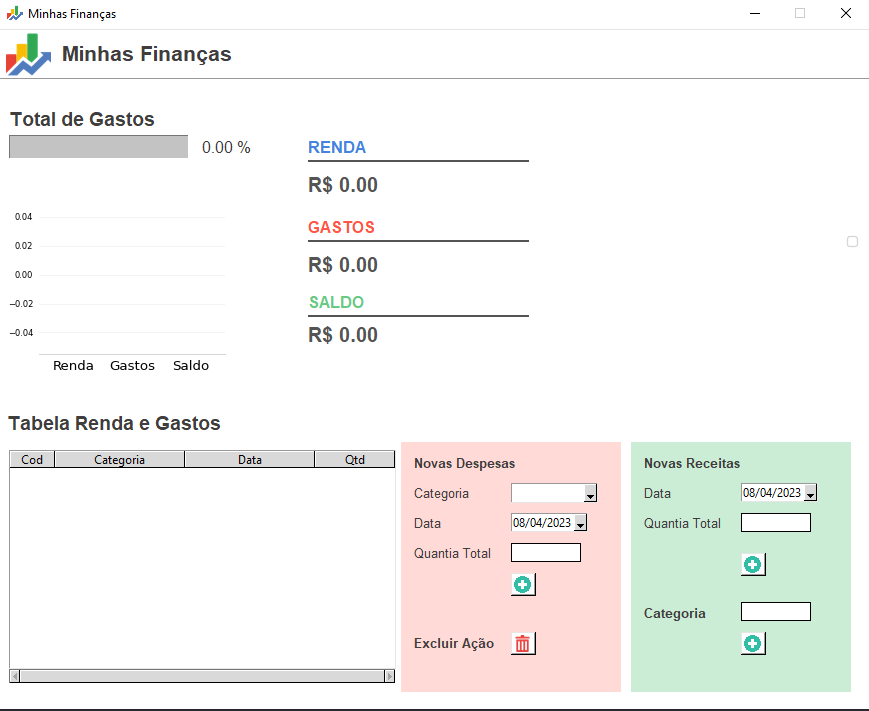 Minhas Finanças
Minhas Finanças
Total de Gastos
0.00 %
RENDA
R$ 0.00
GASTOS
R$ 0.00
SALDO
R$ 0.00
0.04
0.02
0.00
−0.02
−0.04
Renda Gastos Saldo
Tabela Renda e Gastos
Cod Categoria Data Qtd
Novas Despesas
Categoria
Data 08/04/2023
Quantia Total
Excluir Ação
Novas Receitas
Data 08/04/2023
Quantia Total
Categoria